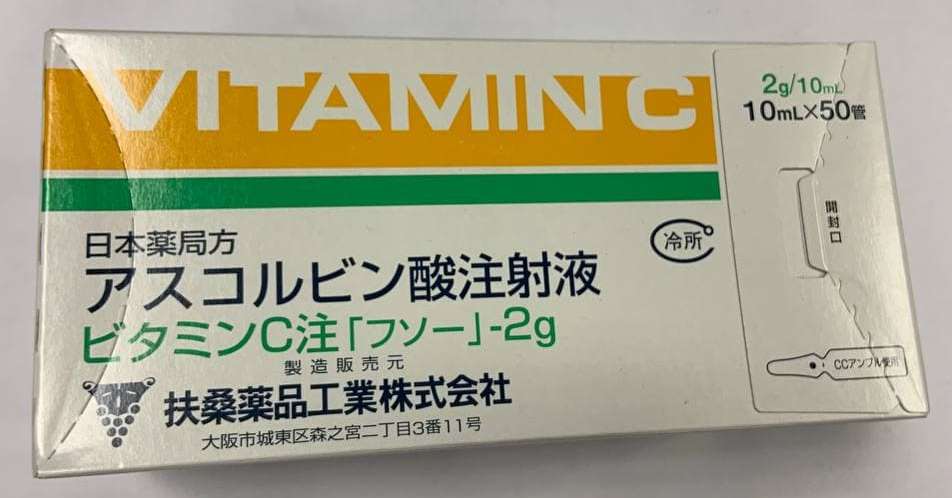 VITAMIN C
2g/10mL
10mL×50管
開封口
日本薬局方
アスコルビン酸注射液
冷所
ビタミンC注「フソー」-2g
製造販売元
扶桑薬品工業株式会社
大阪市城東区森之宮二丁目3番11号
CCアンプル使用